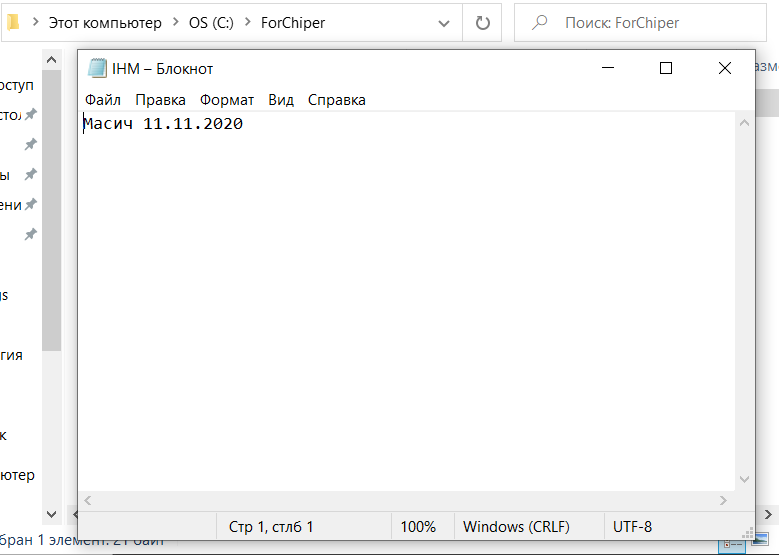 Этот компьютер > OS (C:) > ForChiper
Поиск: ForChiper
IHM – Блокнот
Файл Правка Формат Вид Справка
Масич 11.11.2020
Стр 1, стлб 1 100% Windows (CRLF) UTF-8